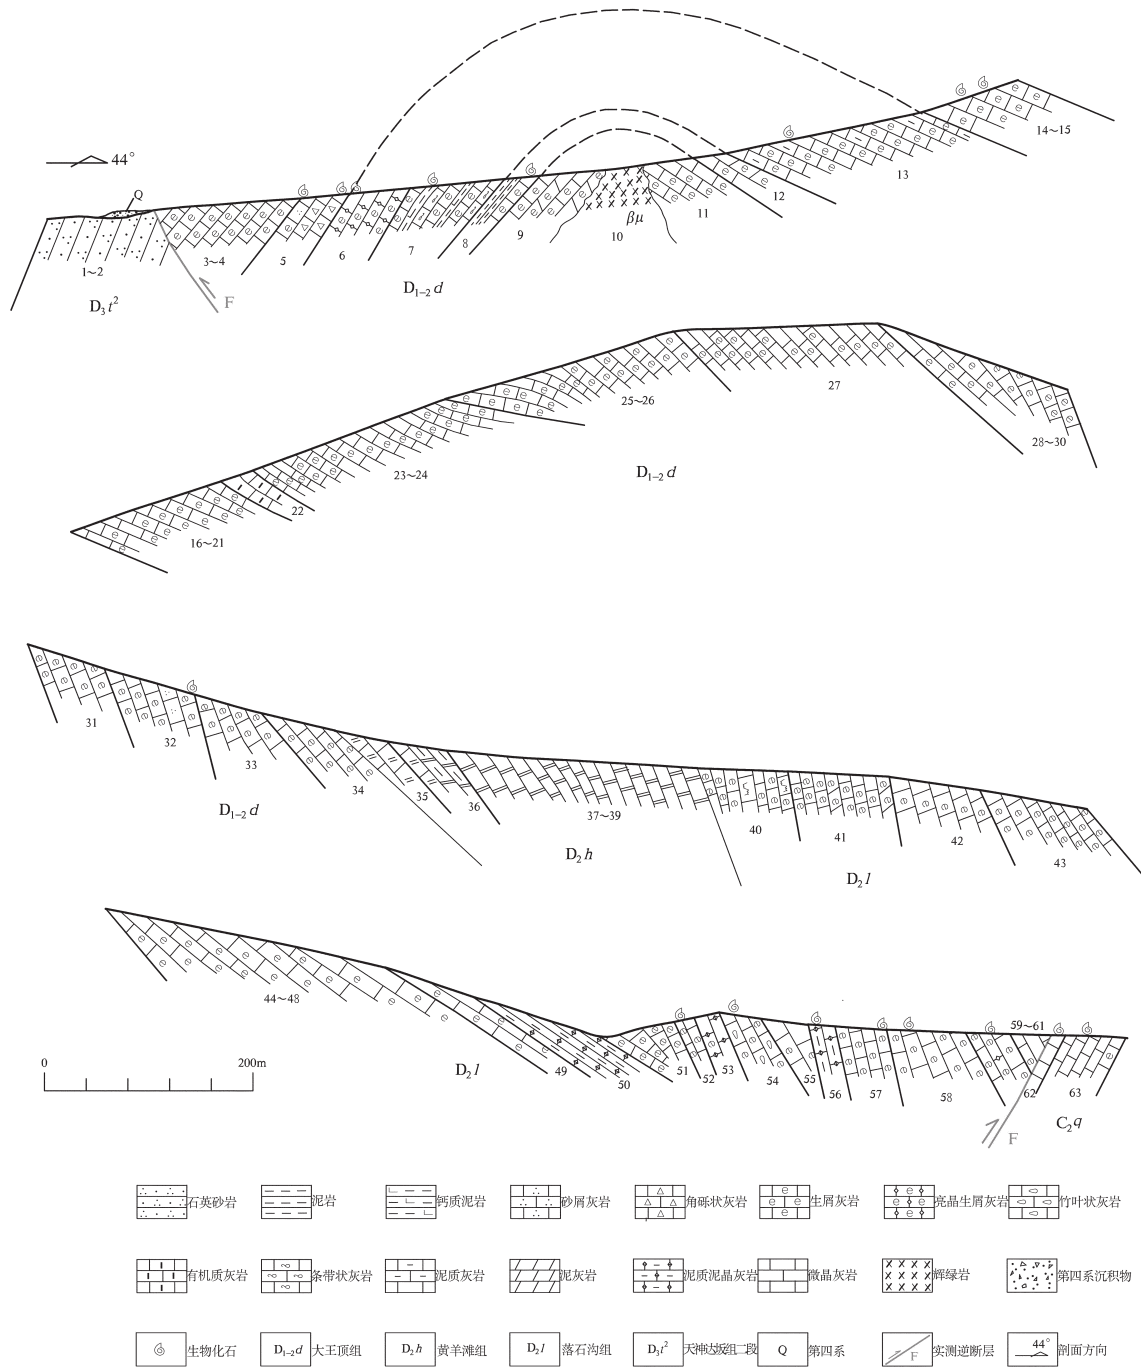 44°
Q
1～2
3～4
5
6
7
8
9
10
βμ
11
12
13
14～15
D₃t²
F
D₁₋₂d
16～21
22
23～24
25～26
27
28～30
D₁₋₂d
31
32
33
34
35
36
37～39
40
41
42
43
D₁₋₂d
D₂h
D₂l
44～48
49
50
51
52
53
54
55
56
57
58
59～61
62
63
0 200m
D₂l
F
C₂q
石英砂岩 泥岩 钙质泥岩 砂屑灰岩 角砾状灰岩 生屑灰岩 亮晶生屑灰岩 竹叶状灰岩
有机质灰岩 条带状灰岩 泥质灰岩 泥灰岩 泥质泥晶灰岩 微晶灰岩 辉绿岩 第四系沉积物
生物化石 D₁₋₂d 大王顶组 D₂h 黄羊滩组 D₂l 落石沟组 D₃t² 天神达坂组二段 Q 第四系 F 实测逆断层 44° 剖面方向